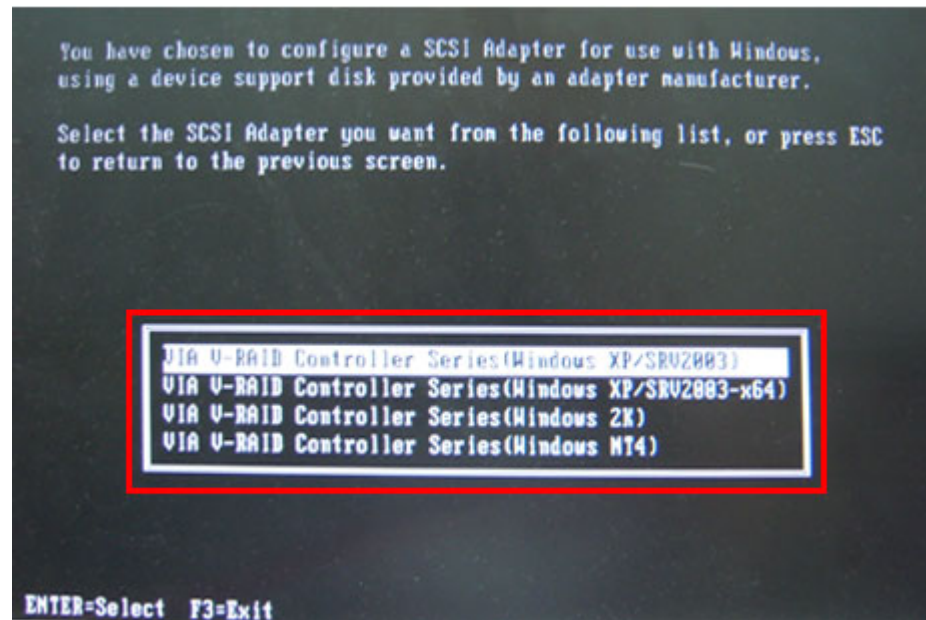 You have chosen to configure a SCSI Adapter for use with Windows,
using a device support disk provided by an adapter manufacturer.
Select the SCSI Adapter you want from the following list, or press ESC
to return to the previous screen.
VIA V-RAID Controller Series(Windows XP/SRV2003)
VIA V-RAID Controller Series(Windows XP/SRV2003-x64)
VIA V-RAID Controller Series(Windows 2K)
VIA V-RAID Controller Series(Windows NT4)
ENTER=Select F3=Exit